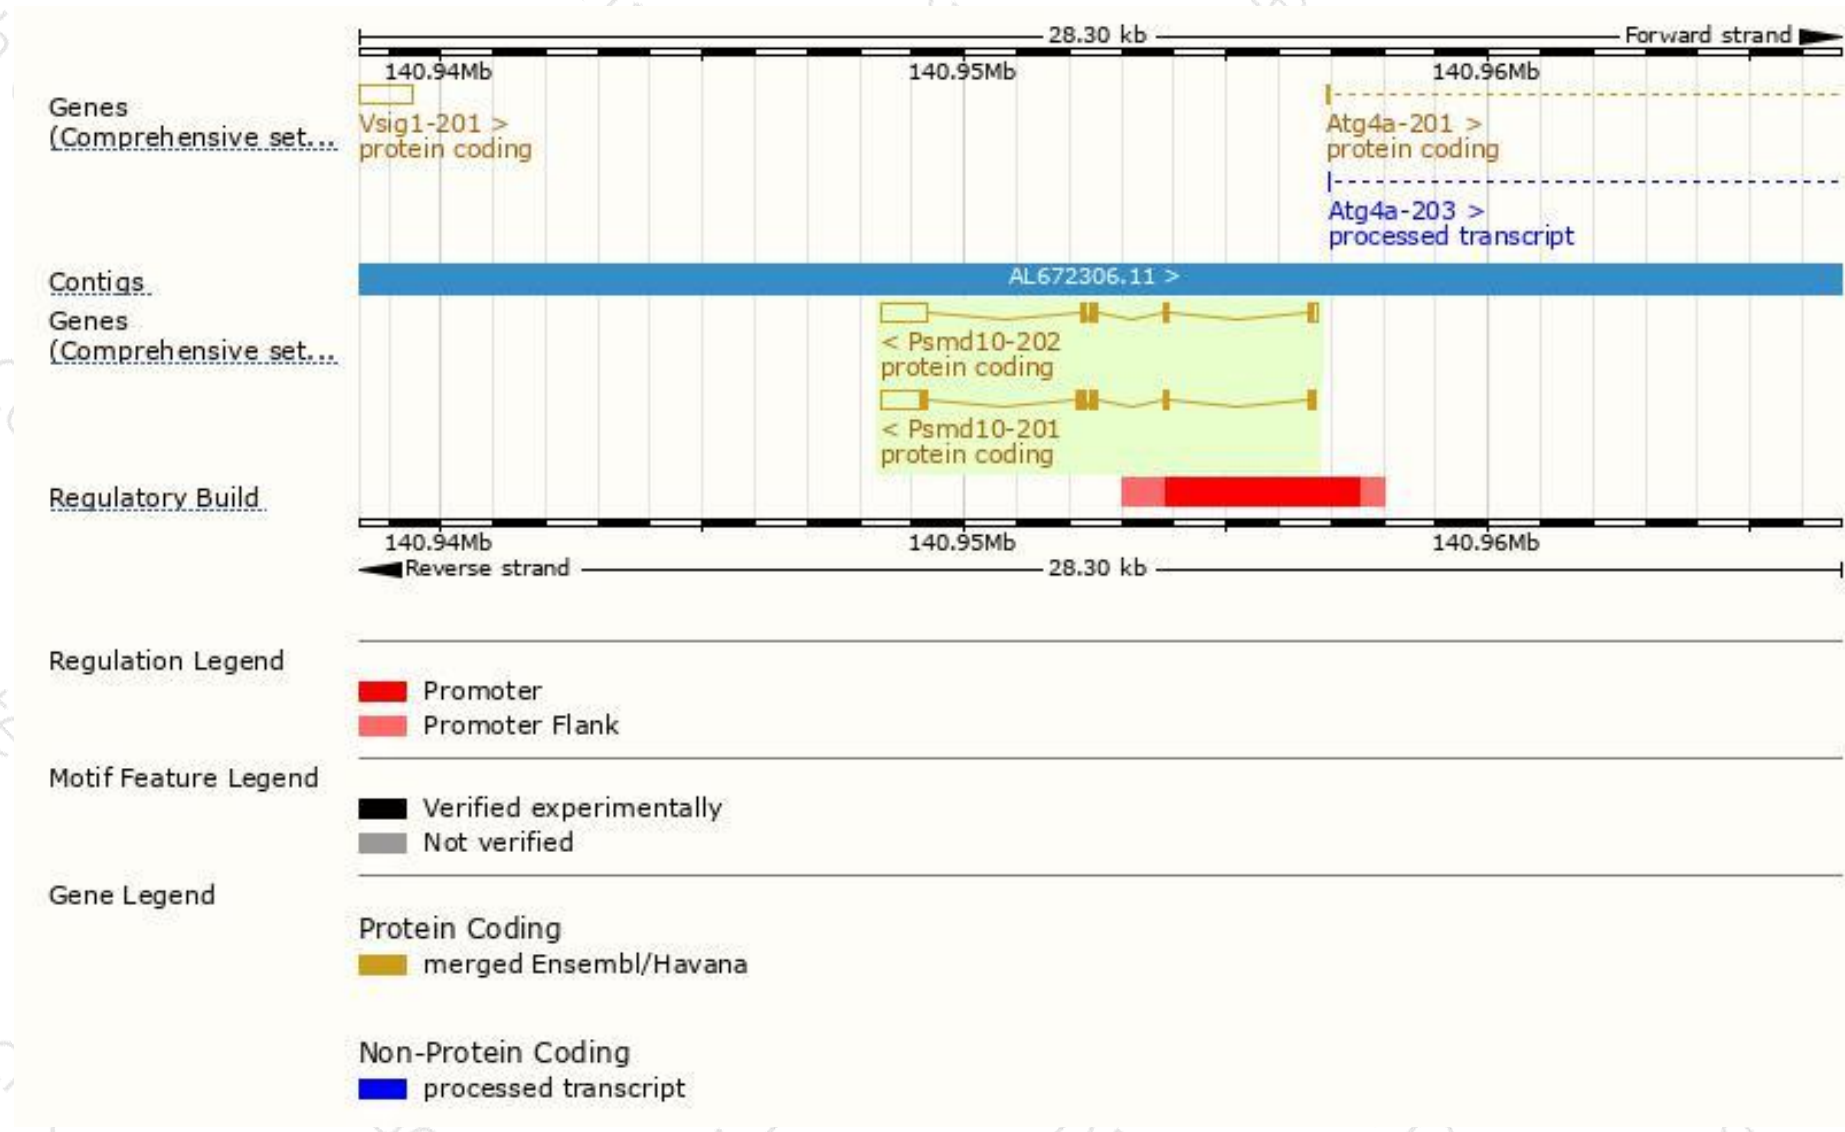 28.30 kb Forward strand
140.94Mb 140.95Mb 140.96Mb
Genes
(Comprehensive set...
Vsig1-201 >
protein coding
Atg4a-201 >
protein coding
Atg4a-203 >
processed transcript
Contigs
AL672306.11 >
Genes
(Comprehensive set...
< Psmd10-202
protein coding
< Psmd10-201
protein coding
Regulatory Build
140.94Mb 140.95Mb 140.96Mb
Reverse strand 28.30 kb
Regulation Legend
Promoter
Promoter Flank
Motif Feature Legend
Verified experimentally
Not verified
Gene Legend
Protein Coding
merged Ensembl/Havana
Non-Protein Coding
processed transcript